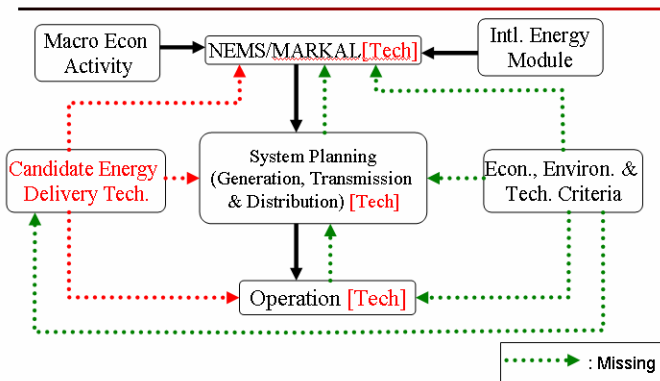 Macro Econ
Activity
NEMS/MARKAL[Tech]
Intl. Energy
Module
Candidate Energy
Delivery Tech.
System Planning
(Generation, Transmission
& Distribution) [Tech]
Econ., Environ. &
Tech. Criteria
Operation [Tech]
: Missing